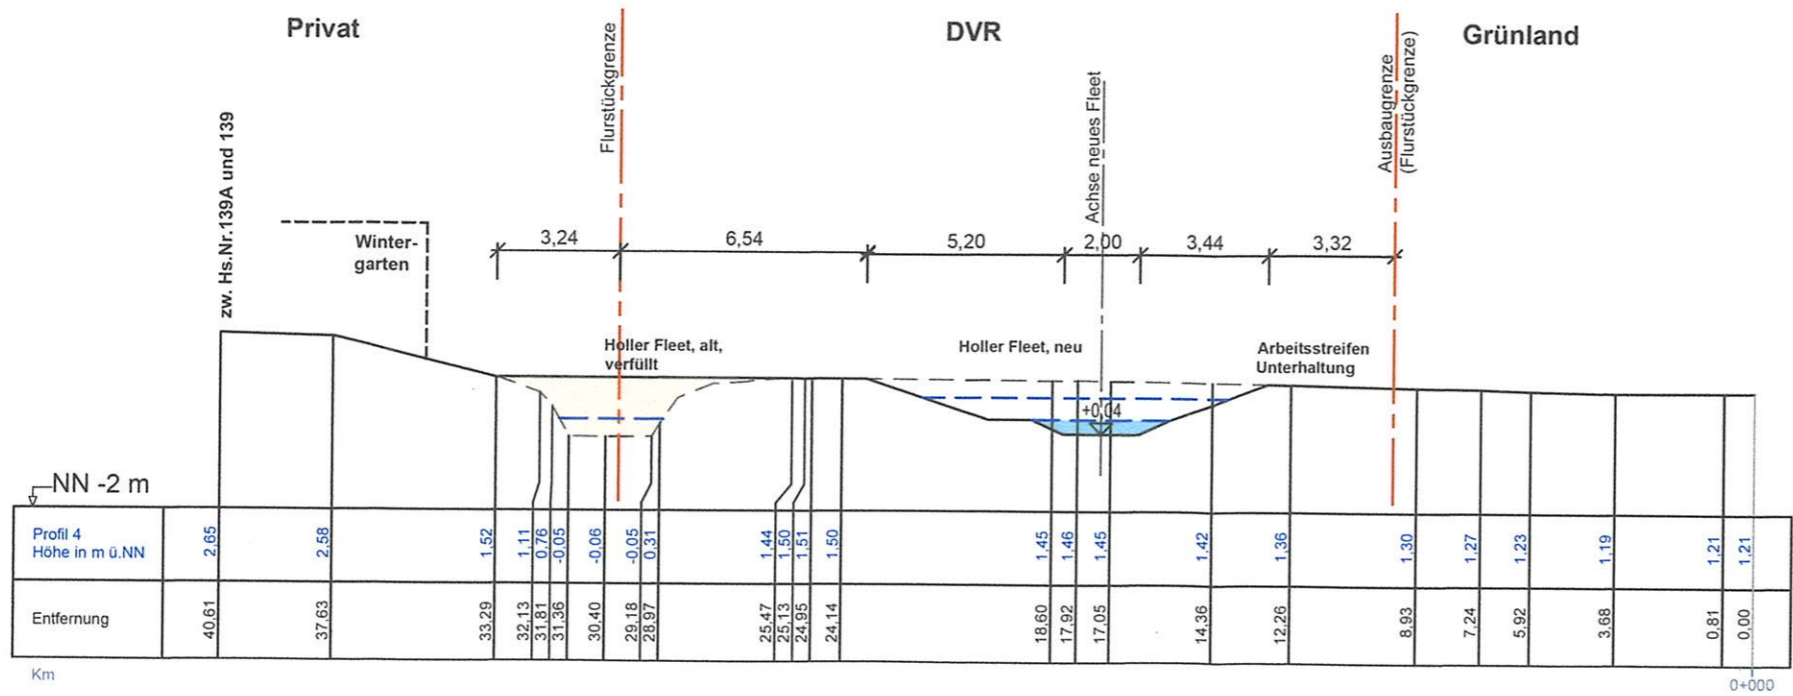 Privat
DVR
Grünland
zw. Hs.Nr.139A und 139
Flurstückgrenze
Achse neues Fleet
Ausbaugrenze
(Flurstückgrenze)
Winter-
garten
3,24
6,54
5,20
2,00
3,44
3,32
Holler Fleet, alt,
verfüllt
Holler Fleet, neu
Arbeitsstreifen
Unterhaltung
+0,04
NN -2 m
Profil 4
Höhe in m ü.NN
2,65
2,58
1,52
1,11
0,76
-0,05
-0,06
-0,05
0,31
1,44
1,50
1,51
1,50
1,45
1,46
1,45
1,42
1,36
1,30
1,27
1,23
1,19
1,21
1,21
Entfernung
40,61
37,63
33,29
32,13
31,81
31,36
30,40
29,18
28,97
25,47
25,13
24,95
24,14
18,60
17,92
17,05
14,36
12,26
8,93
7,24
5,92
3,68
0,81
0,00
Km
0+000